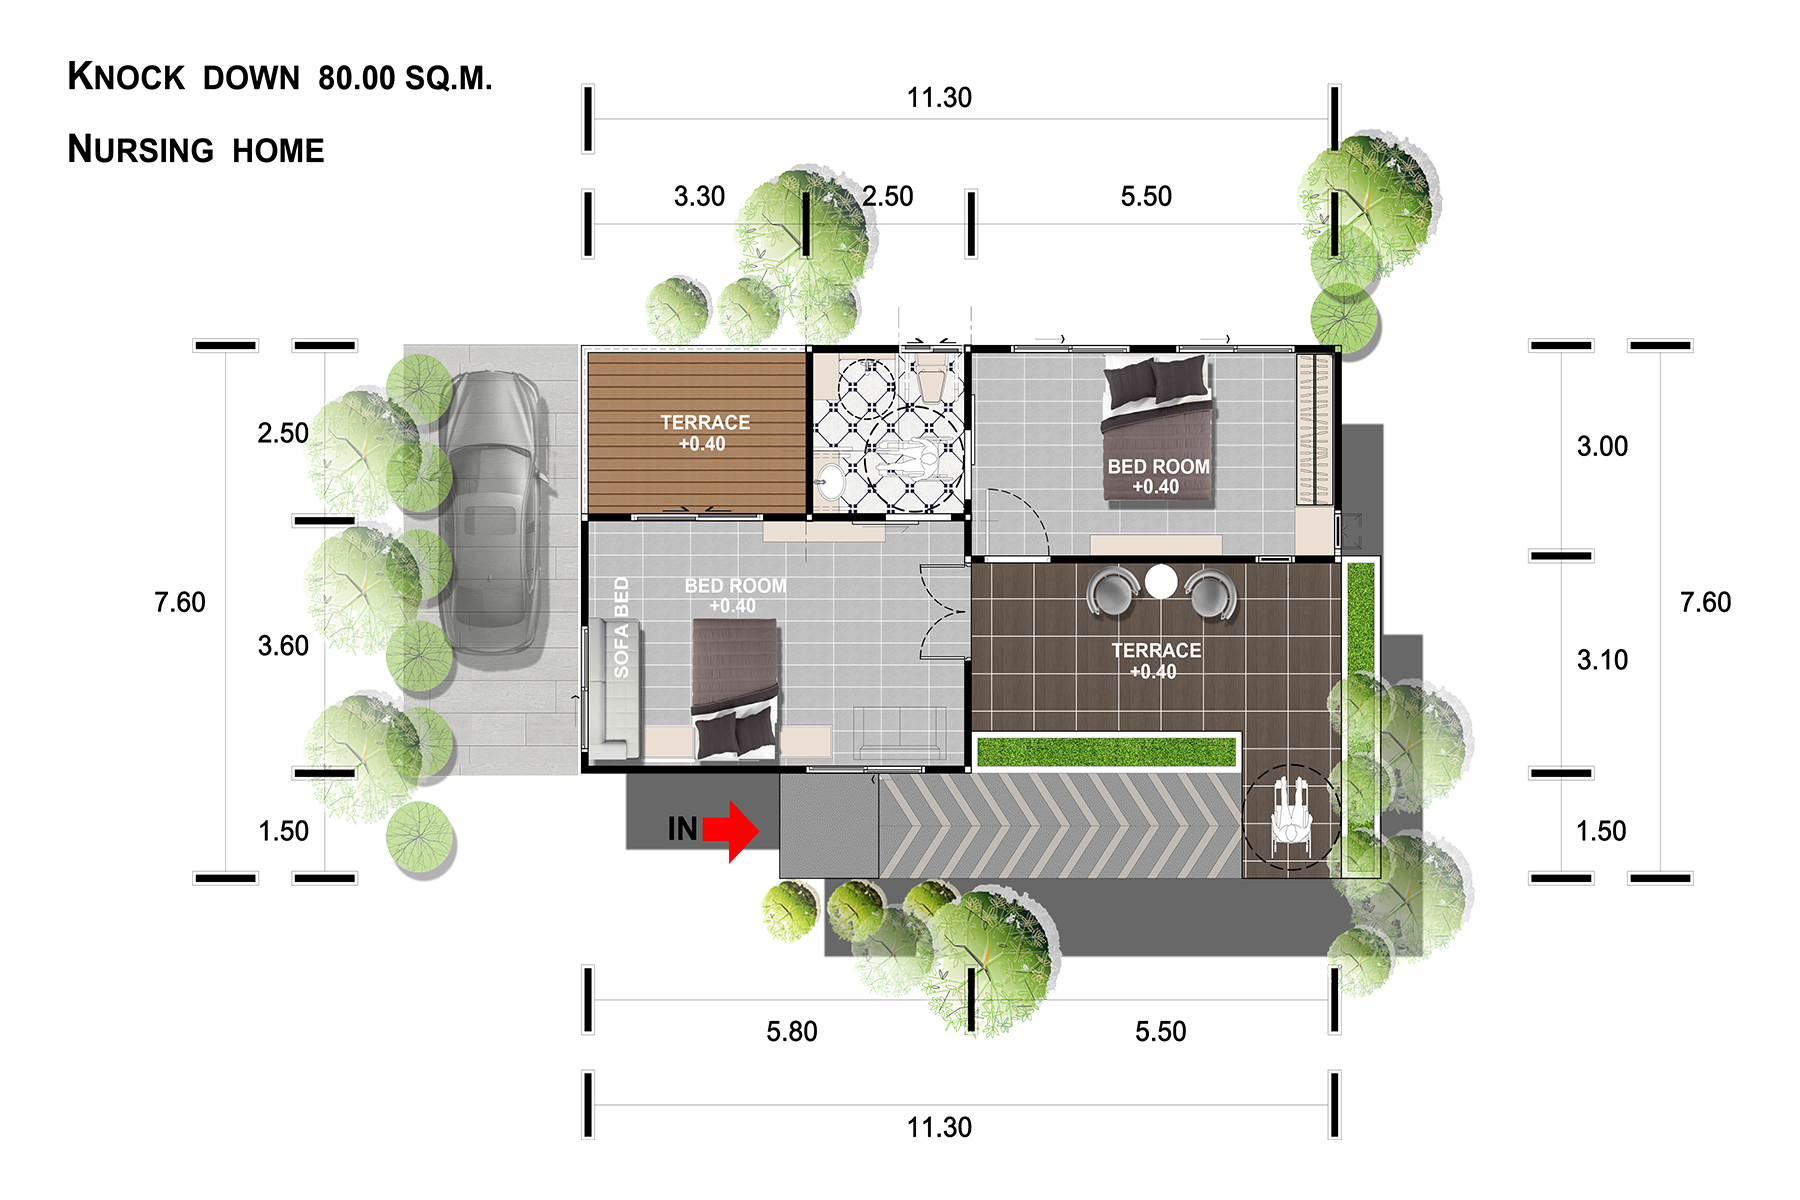 KNOCK DOWN 80.00 SQ.M.
NURSING HOME
11.30
3.30
2.50
5.50
2.50
3.60
1.50
7.60
TERRACE
+0.40
BED ROOM
+0.40
BED ROOM
+0.40
SOFA BED
TERRACE
+0.40
IN
3.00
3.10
1.50
7.60
5.80
5.50
11.30